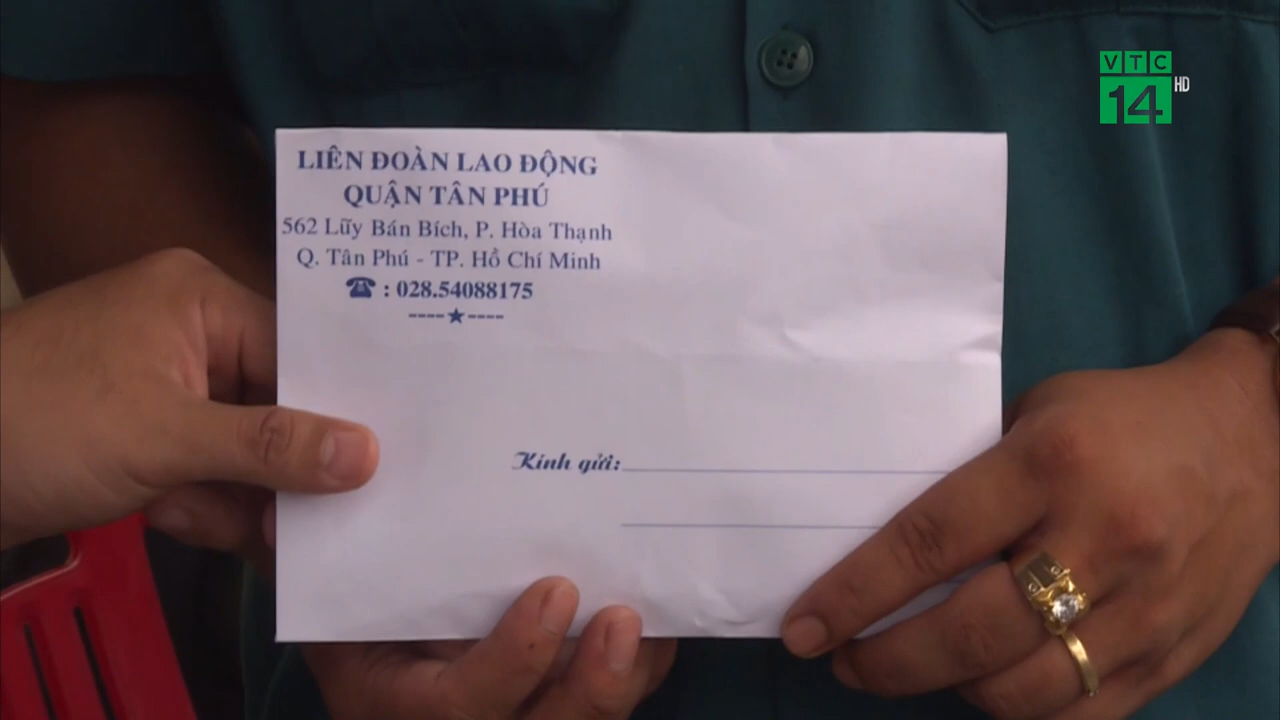 VTC
14
HD
LIÊN ĐOÀN LAO ĐỘNG
QUẬN TÂN PHÚ
562 Lũy Bán Bích, P. Hòa Thạnh
Q. Tân Phú - TP. Hồ Chí Minh
☎ : 028.54088175
----★----
Kính gửi: